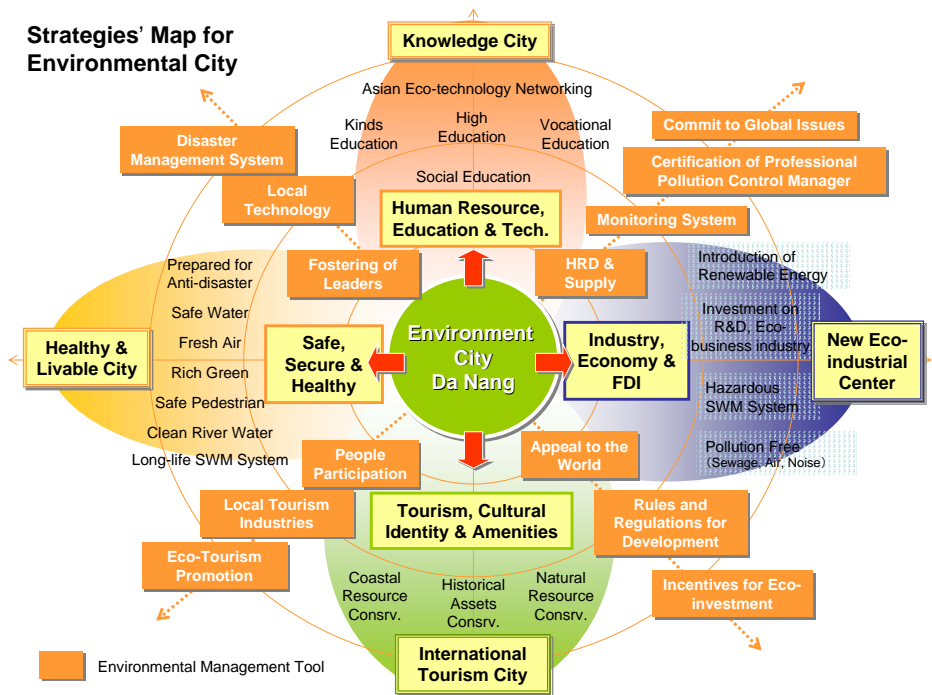 Strategies' Map for
Environmental City
Knowledge City
Asian Eco-technology Networking
Kinds
Education
High
Education
Vocational
Education
Social Education
Human Resource,
Education & Tech.
Disaster
Management System
Local
Technology
Fostering of
Leaders
Commit to Global Issues
Certification of Professional
Pollution Control Manager
Monitoring System
HRD &
Supply
Prepared for
Anti-disaster
Safe Water
Fresh Air
Rich Green
Safe Pedestrian
Clean River Water
Long-life SWM System
Healthy &
Livable City
Safe,
Secure &
Healthy
Environment
City
Da Nang
Industry,
Economy &
FDI
Introduction of
Renewable Energy
Investment on
R&D, Eco-
business industry
Hazardous
SWM System
Pollution Free
(Sewage, Air, Noise)
New Eco-
industrial
Center
People
Participation
Local Tourism
Industries
Eco-Tourism
Promotion
Appeal to the
World
Rules and
Regulations for
Development
Incentives for Eco-
investment
Tourism, Cultural
Identity & Amenities
Coastal
Resource
Consrv.
Historical
Assets
Consrv.
Natural
Resource
Consrv.
International
Tourism City
Environmental Management Tool